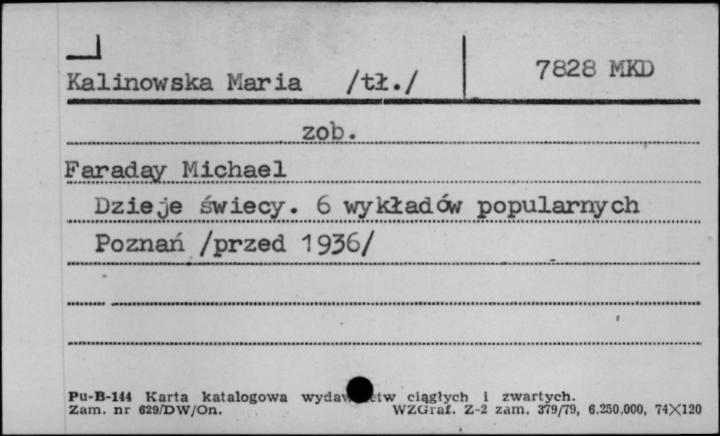 Kalinowska Maria /tł./ 7828 MKD
zob.
Faraday Michael
Dzieje świecy. 6 wykładów popularnych
Poznań /przed 1936/
Pu-B-144 Karta katalogowa ciągłych i zwartych.
Zam. nr 629/DW/On. WZGraf. Z-2 zam. 379/79, 6.250.000, 74X120